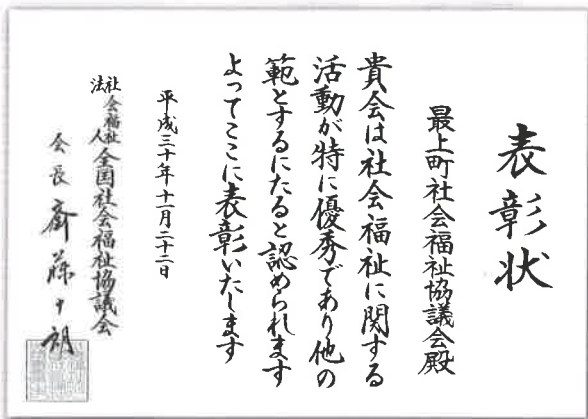 表彰状
最上町社会福祉協議会殿
貴会は社会福祉に関する
活動が特に優秀であり他の
範とするにたると認められます
よってここに表彰いたします
平成三十年十一月二十二日
社会福祉法人 全国社会福祉協議会
会長 斎藤十朗